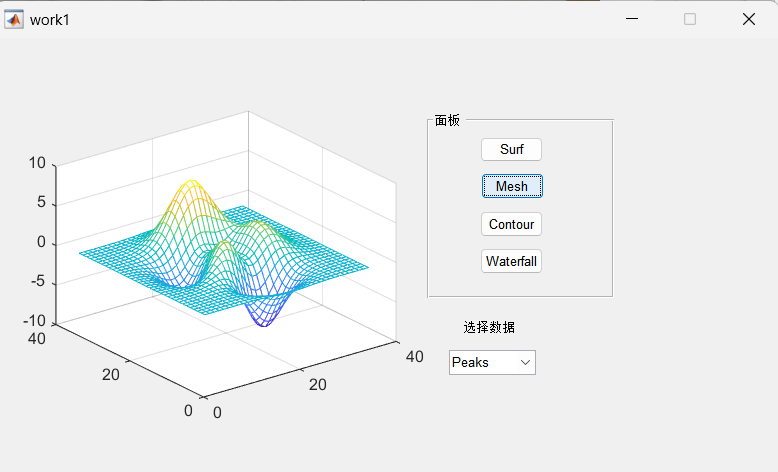 work1
10
5
0
-5
-10
40
20
0
0
20
40
面板
Surf
Mesh
Contour
Waterfall
选择数据
Peaks